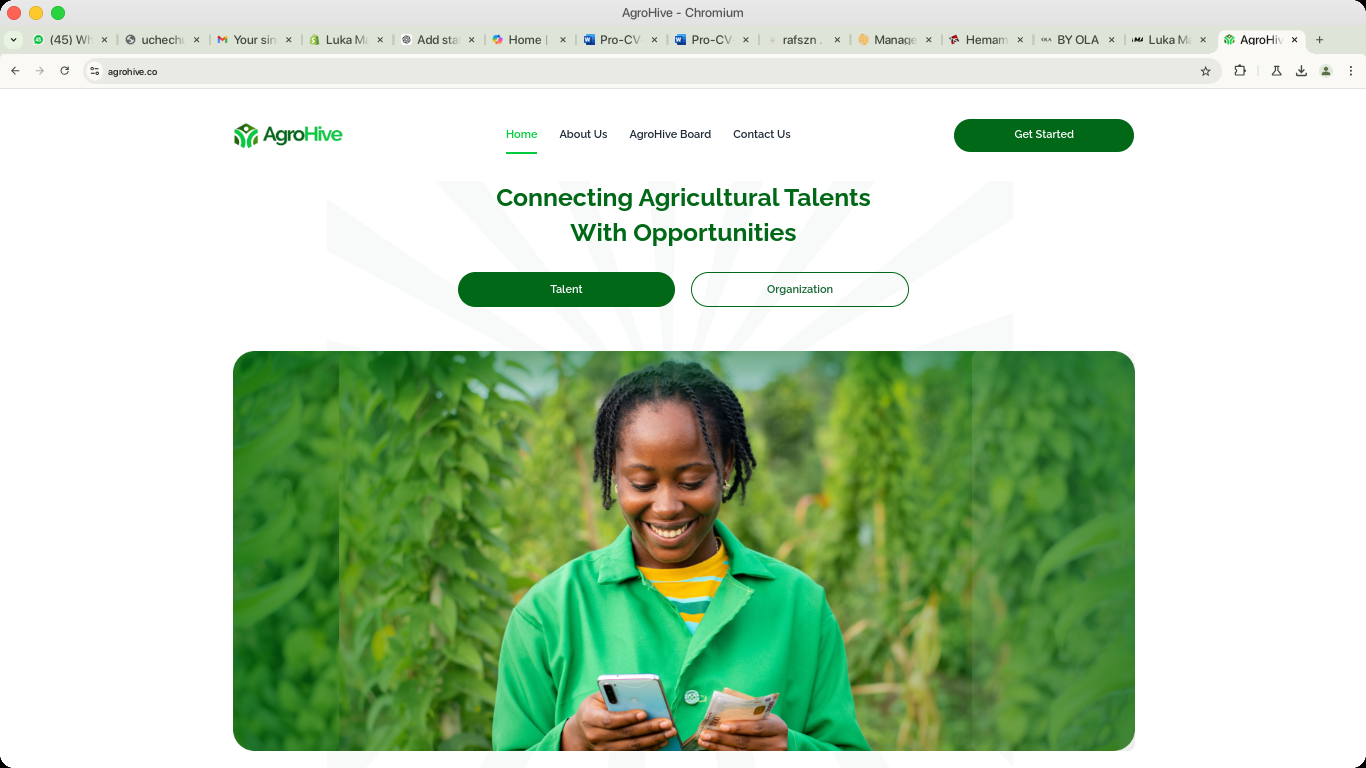 AgroHive - Chromium
(45) Wh
uchech
Your sin
Luka Ma
Add sta
Home |
Pro-CV
Pro-CV
rafszn .
Manage
Hemam
BY OLA
Luka Ma
AgroHiv
agrohive.co
AgroHive
Home
About Us
AgroHive Board
Contact Us
Get Started
Connecting Agricultural Talents
With Opportunities
Talent
Organization